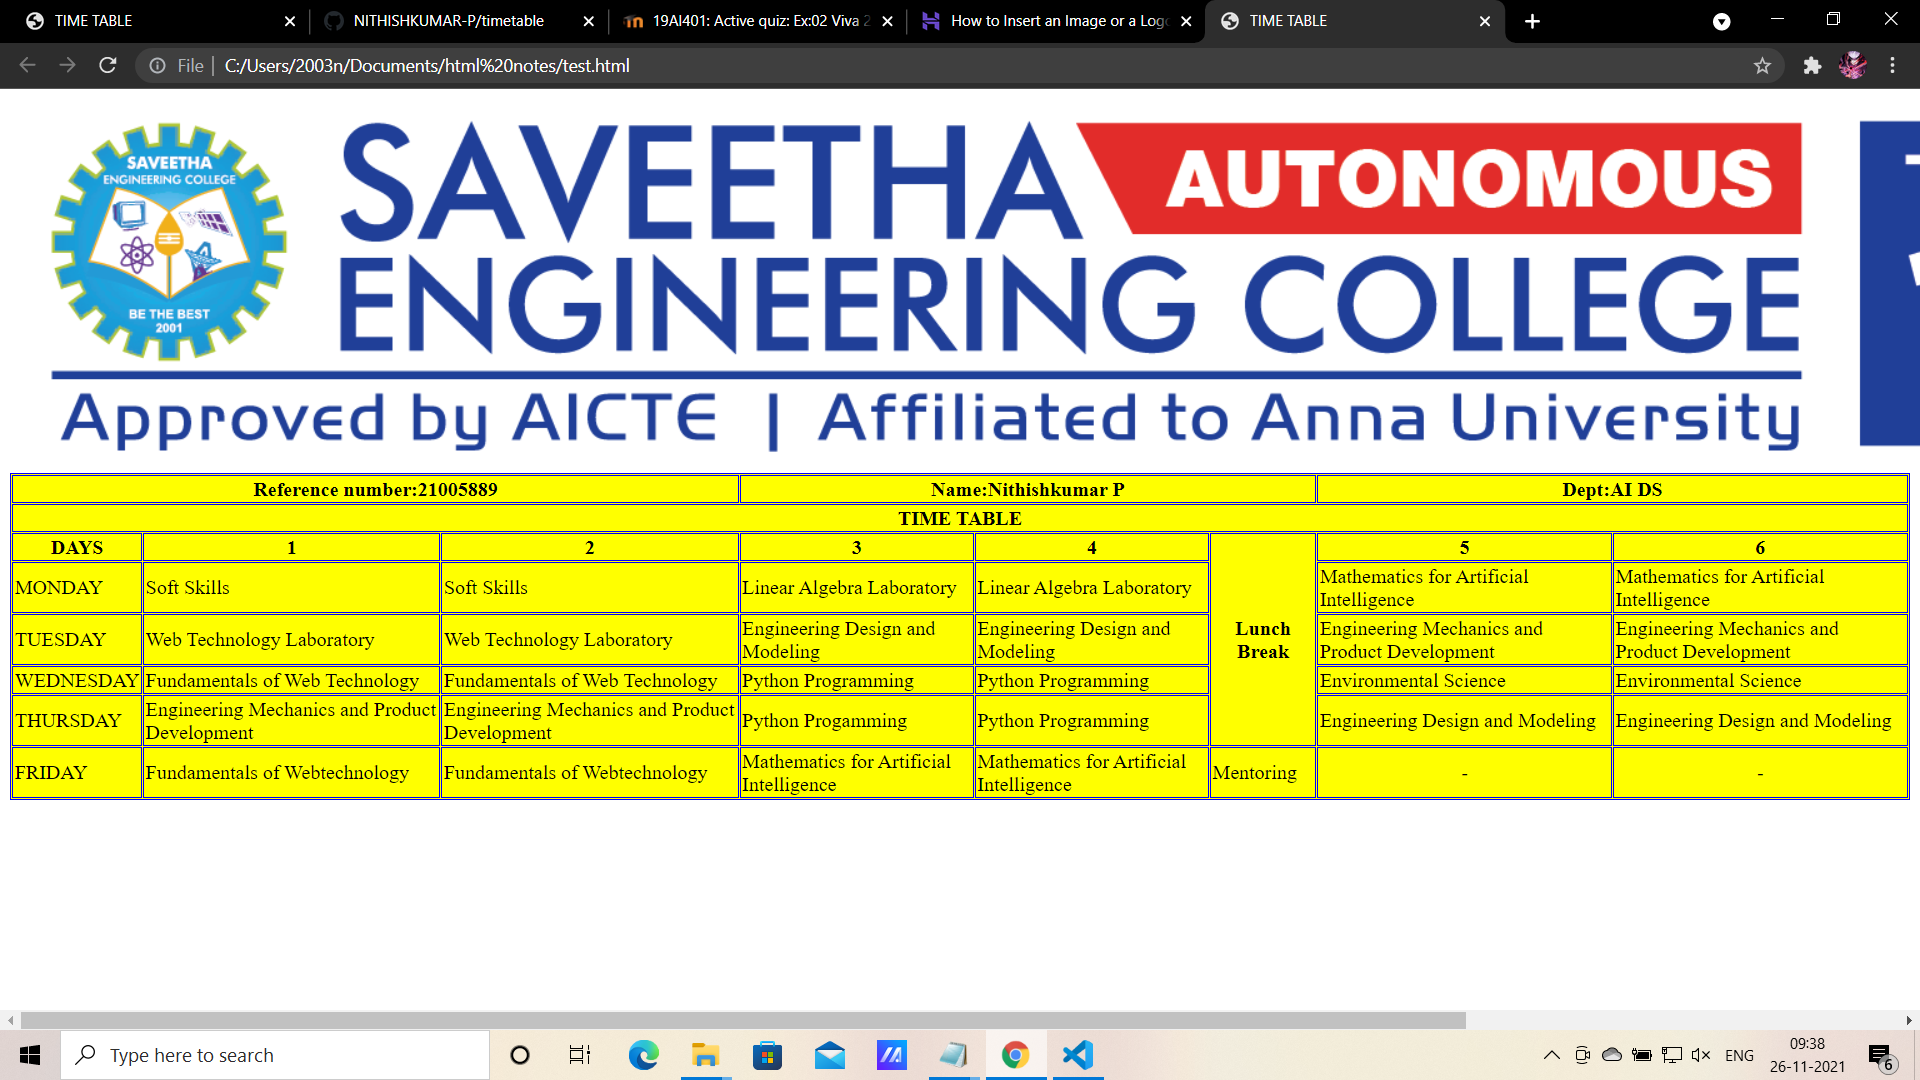 TIME TABLE
NITHISHKUMAR-P/timetable
19AI401: Active quiz: Ex:02 Viva 2
How to Insert an Image or a Logo
TIME TABLE
File | C:/Users/2003n/Documents/html%20notes/test.html
SAVEETHA
ENGINEERING COLLEGE
BE THE BEST
2001
SAVEETHA AUTONOMOUS
ENGINEERING COLLEGE
Approved by AICTE | Affiliated to Anna University
Reference number:21005889 Name:Nithishkumar P Dept:AI DS
TIME TABLE
DAYS 1 2 3 4 Lunch Break 5 6
MONDAY Soft Skills Soft Skills Linear Algebra Laboratory Linear Algebra Laboratory Mathematics for Artificial Intelligence Mathematics for Artificial Intelligence
TUESDAY Web Technology Laboratory Web Technology Laboratory Engineering Design and Modeling Engineering Design and Modeling Engineering Mechanics and Product Development Engineering Mechanics and Product Development
WEDNESDAY Fundamentals of Web Technology Fundamentals of Web Technology Python Programming Python Programming Environmental Science Environmental Science
THURSDAY Engineering Mechanics and Product Development Engineering Mechanics and Product Development Python Progamming Python Programming Engineering Design and Modeling Engineering Design and Modeling
FRIDAY Fundamentals of Webtechnology Fundamentals of Webtechnology Mathematics for Artificial Intelligence Mathematics for Artificial Intelligence Mentoring - -
Type here to search
ENG
09:38
26-11-2021
6